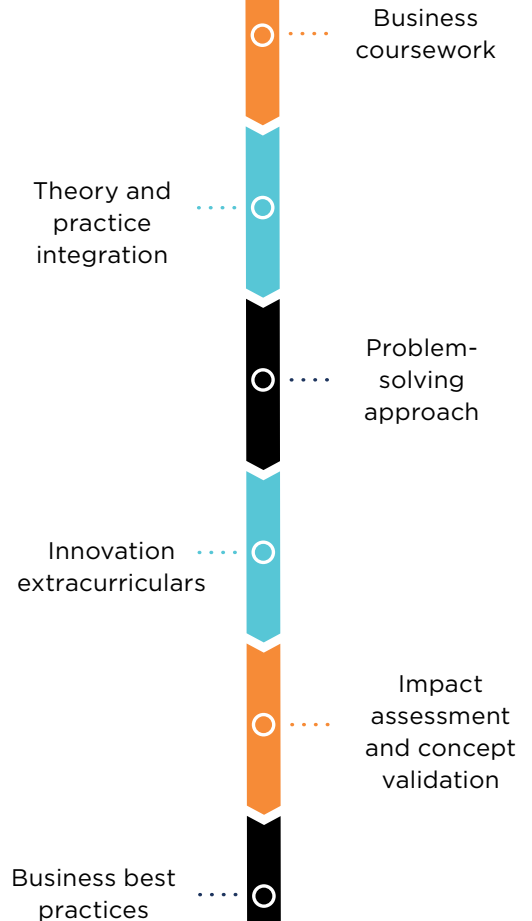 Business
coursework
Theory and
practice
integration
Problem-
solving
approach
Innovation
extracurriculars
Impact
assessment
and concept
validation
Business best
practices